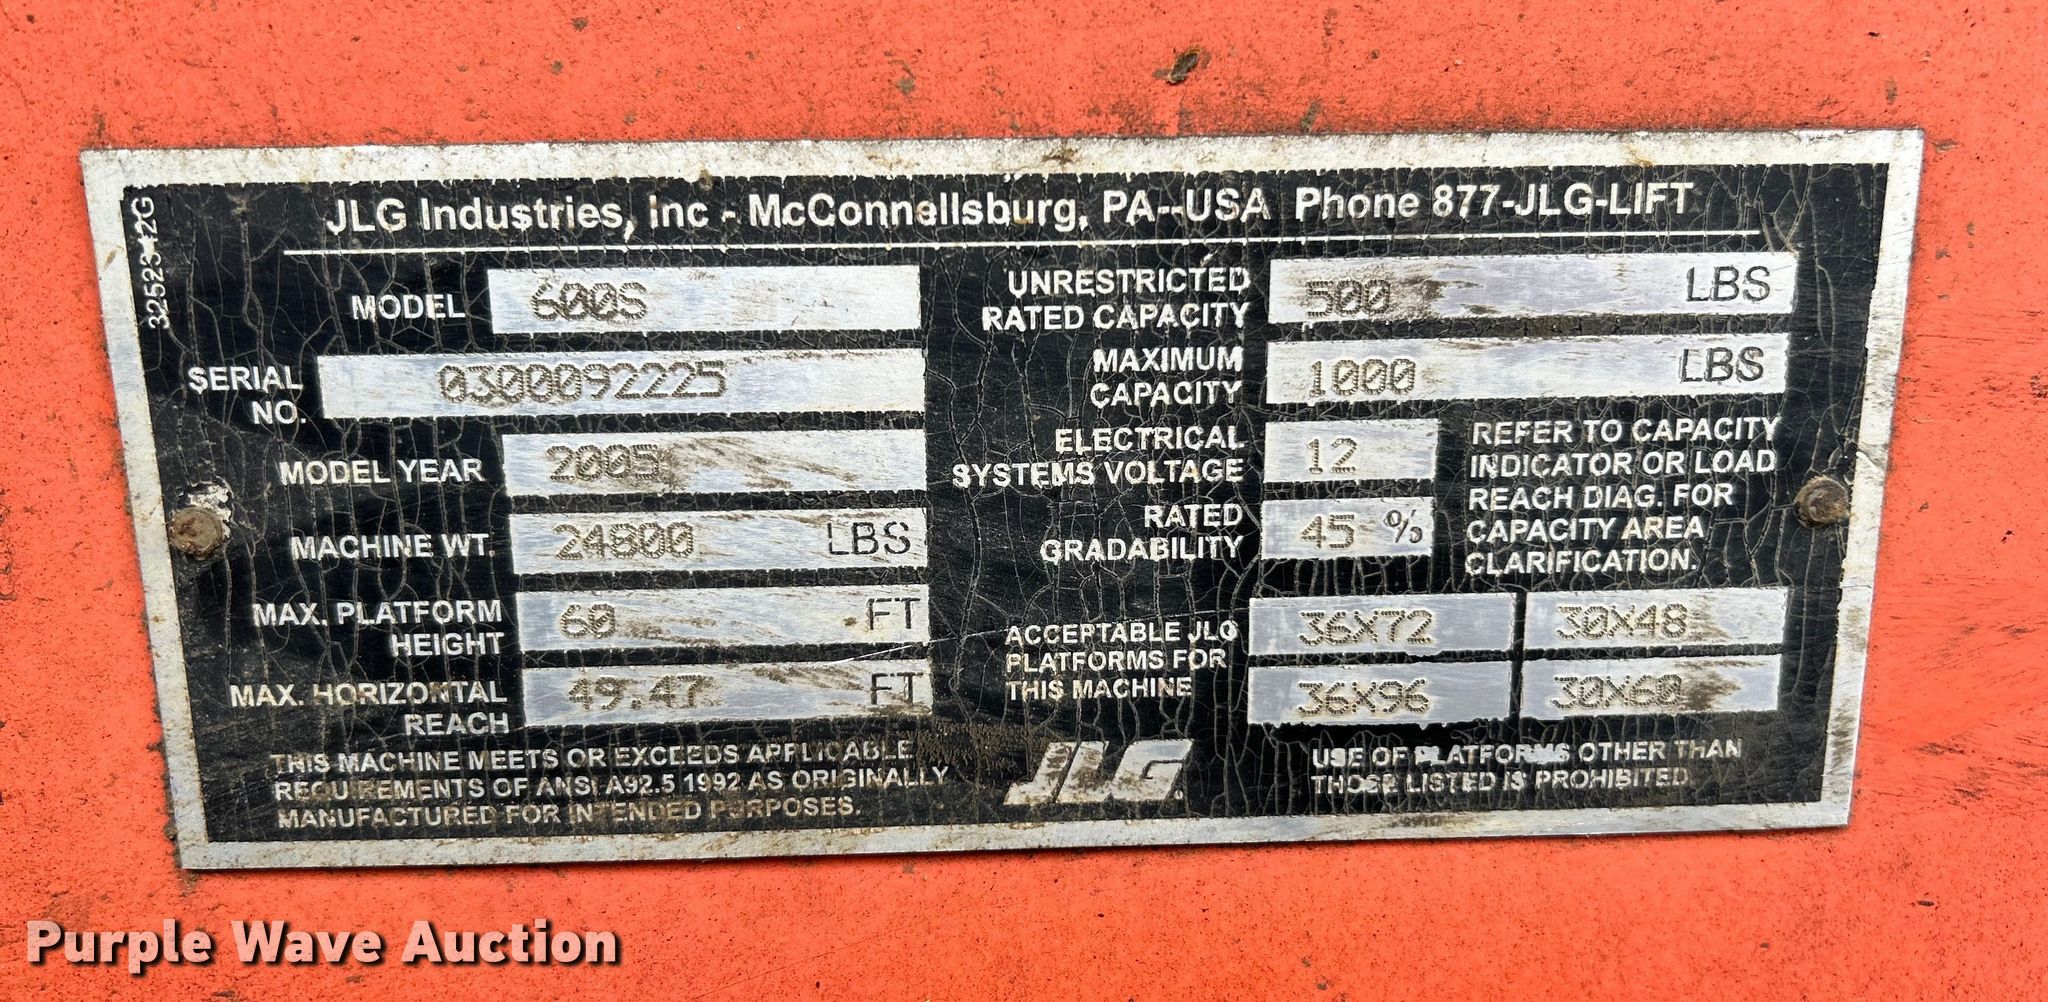 JLG Industries, Inc - McConnellsburg, PA--USA Phone 877-JLG-LIFT
MODEL 600S
SERIAL NO. 0300092225
MODEL YEAR 2005
MACHINE WT. 24800 LBS
MAX. PLATFORM HEIGHT 60 FT
MAX. HORIZONTAL REACH 49.47 FT
THIS MACHINE MEETS OR EXCEEDS APPLICABLE
REQUIREMENTS OF ANSI A92.5 1992 AS ORIGINALLY
MANUFACTURED FOR INTENDED PURPOSES.
UNRESTRICTED
RATED CAPACITY 500 LBS
MAXIMUM
CAPACITY 1000 LBS
ELECTRICAL
SYSTEMS VOLTAGE 12
RATED
GRADABILITY 45 %
REFER TO CAPACITY
INDICATOR OR LOAD
REACH DIAG. FOR
CAPACITY AREA
CLARIFICATION.
ACCEPTABLE JLG
PLATFORMS FOR
THIS MACHINE
36X72 30X48
36X96 30X60
JLG
USE OF PLATFORMS OTHER THAN
THOSE LISTED IS PROHIBITED.
Purple Wave Auction